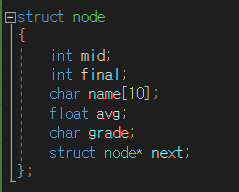 struct node
{
int mid;
int final;
char name[10];
float avg;
char grade;
struct node* next;
};